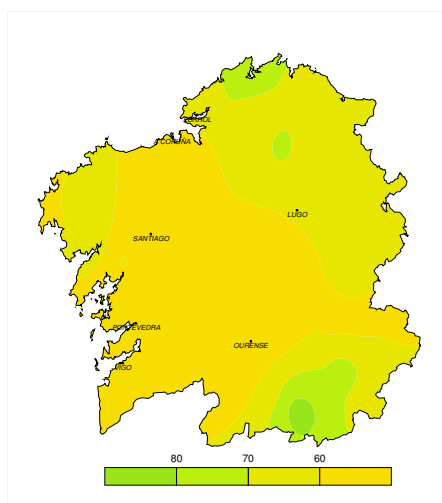 FERROL
A CORUÑA
LUGO
SANTIAGO
PONTEVEDRA
OURENSE
VIGO
80 70 60